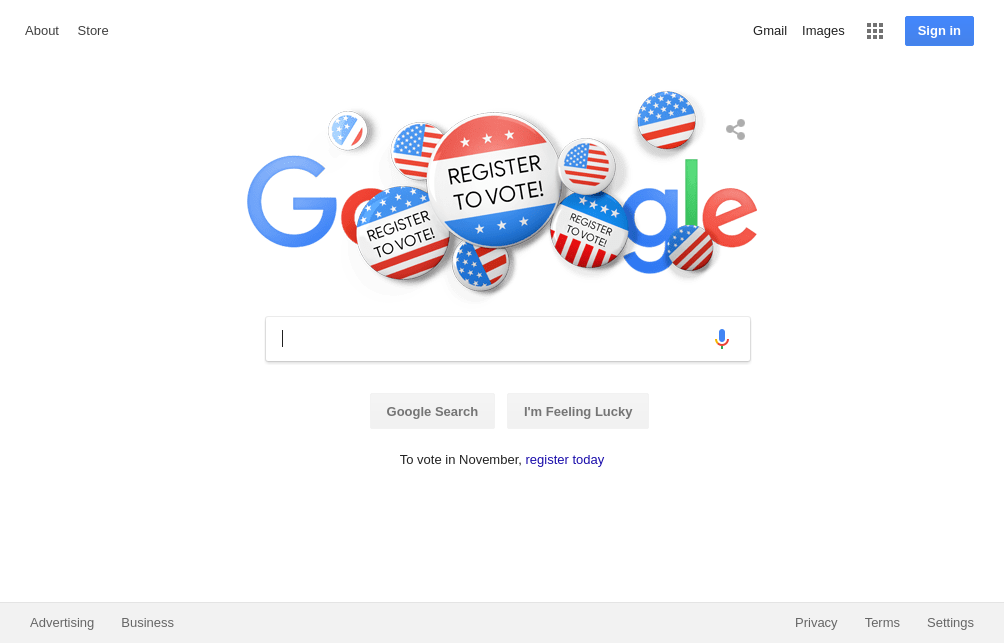 About Store
Gmail Images Sign in
Google
REGISTER
TO VOTE!
REGISTER
TO VOTE!
REGISTER
TO VOTE!
Google Search I'm Feeling Lucky
To vote in November, register today
Advertising Business
Privacy Terms Settings